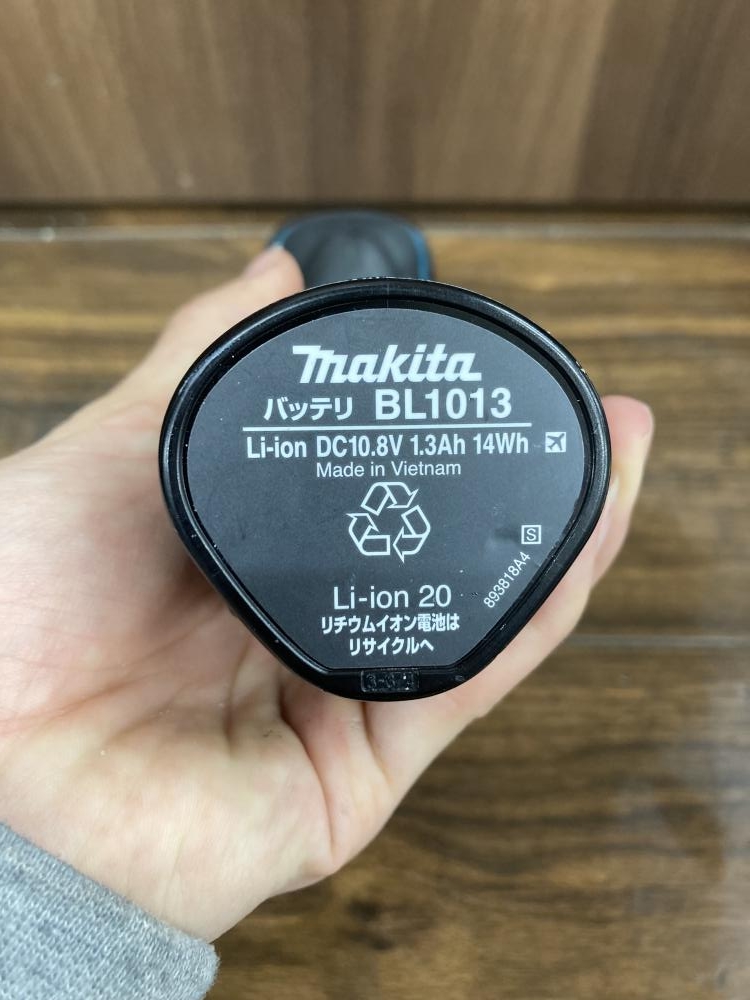 makita
バッテリ BL1013
Li-ion DC10.8V 1.3Ah 14Wh
Made in Vietnam
S
893818A4
Li-ion 20
リチウムイオン電池は
リサイクルへ